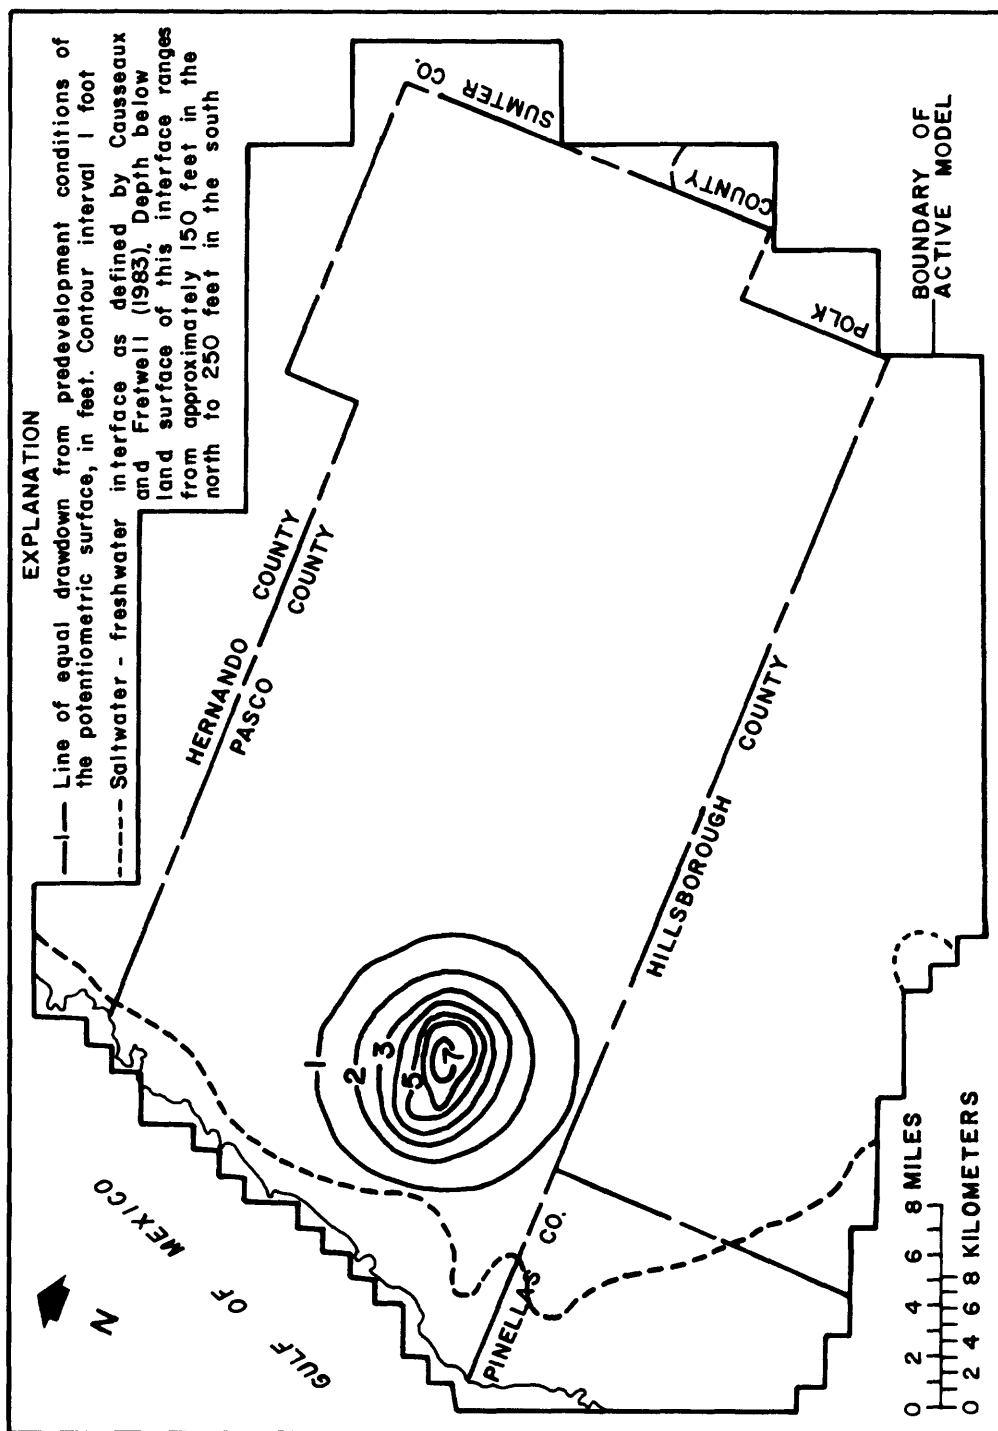 EXPLANATION
—1— Line of equal drawdown from predevelopment conditions of
the potentiometric surface, in feet. Contour interval 1 foot
----- Saltwater - freshwater interface as defined by Causseaux
and Fretwell (1983). Depth below
land surface of this interface ranges
from approximately 150 feet in the
north to 250 feet in the south
SUMTER CO.
COUNTY
POLK
COUNTY
BOUNDARY OF
ACTIVE MODEL
HERNANDO COUNTY
PASCO COUNTY
HILLSBOROUGH COUNTY
PINELLAS CO.
1
2
3
5
7
GULF OF MEXICO
N
0 2 4 6 8 MILES
0 2 4 6 8 KILOMETERS